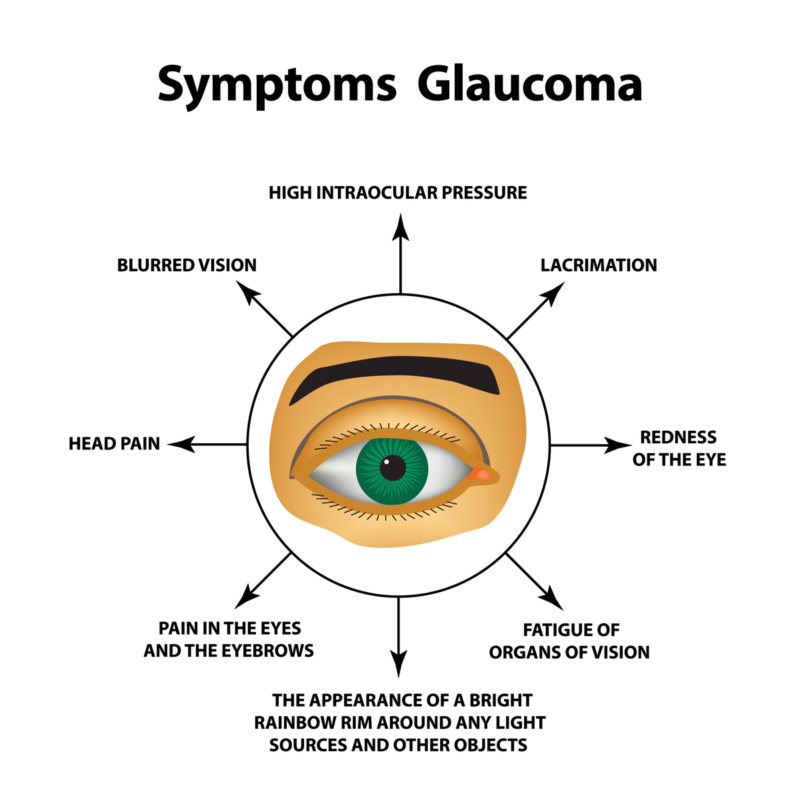 Symptoms Glaucoma
HIGH INTRAOCULAR PRESSURE
BLURRED VISION
LACRIMATION
HEAD PAIN
REDNESS
OF THE EYE
PAIN IN THE EYES
AND THE EYEBROWS
FATIGUE OF
ORGANS OF VISION
THE APPEARANCE OF A BRIGHT
RAINBOW RIM AROUND ANY LIGHT
SOURCES AND OTHER OBJECTS